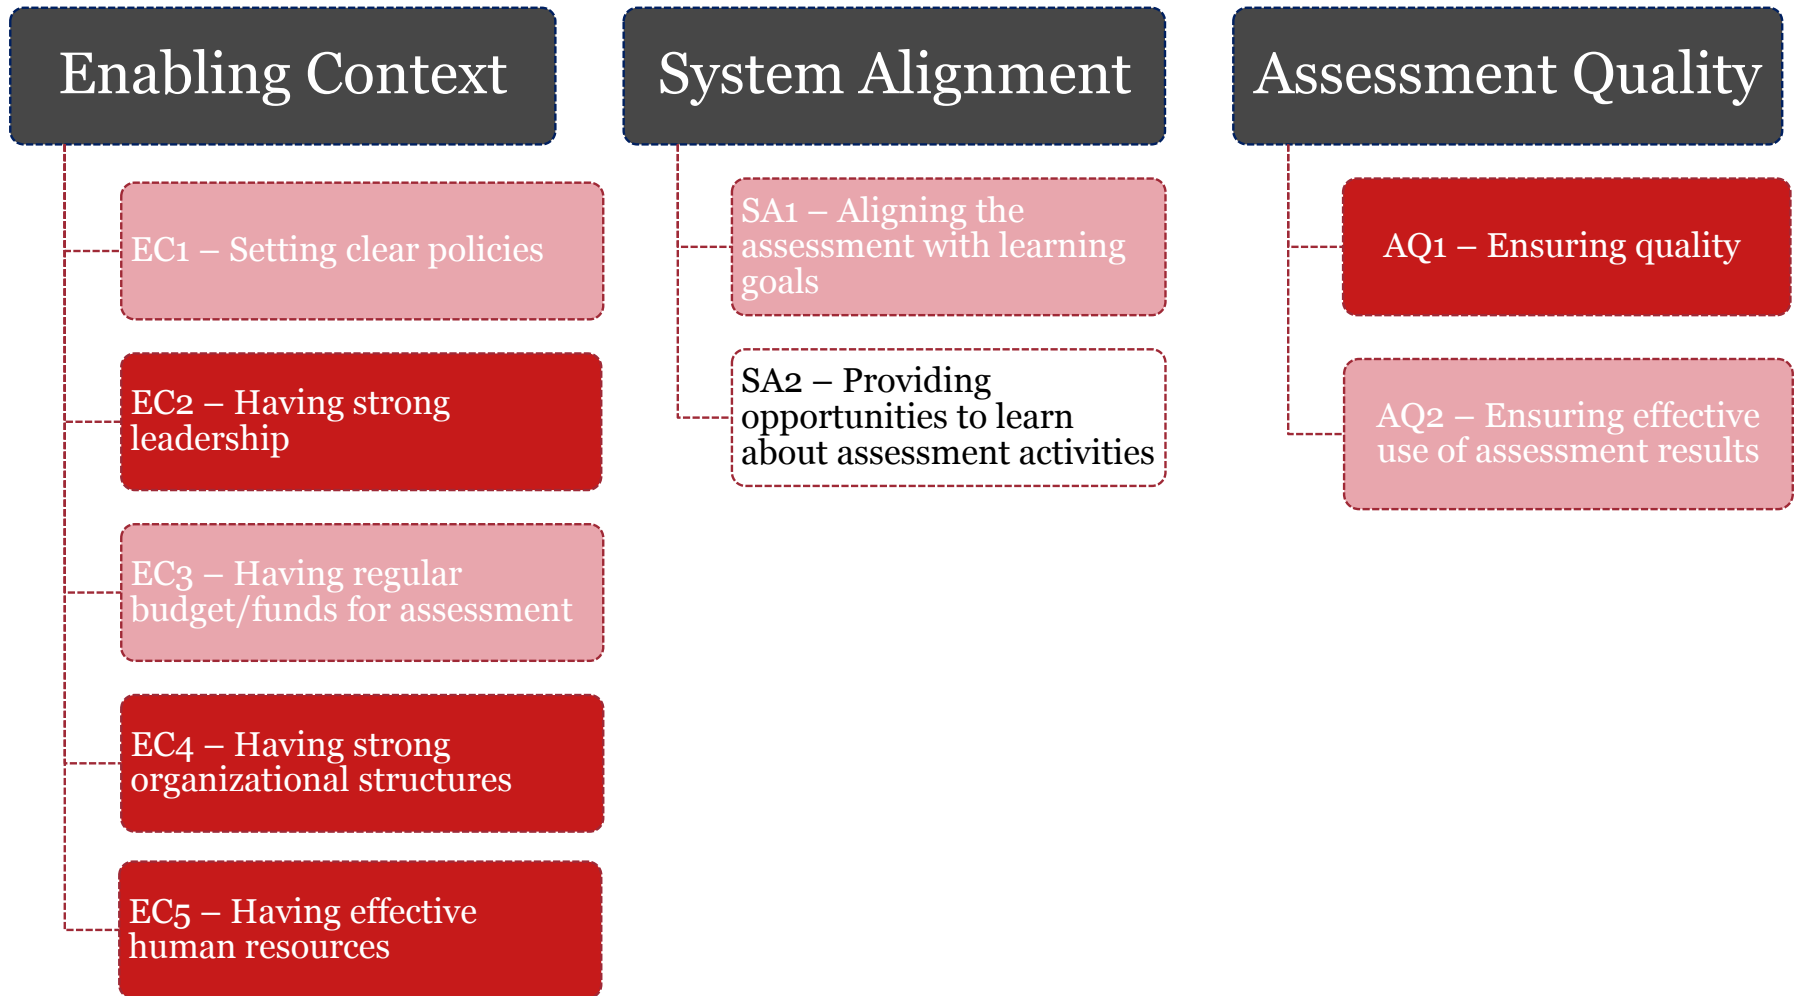 Enabling Context
EC1 – Setting clear policies
EC2 – Having strong
leadership
EC3 – Having regular
budget/funds for assessment
EC4 – Having strong
organizational structures
EC5 – Having effective
human resources
System Alignment
SA1 – Aligning the
assessment with learning
goals
SA2 – Providing
opportunities to learn
about assessment activities
Assessment Quality
AQ1 – Ensuring quality
AQ2 – Ensuring effective
use of assessment results